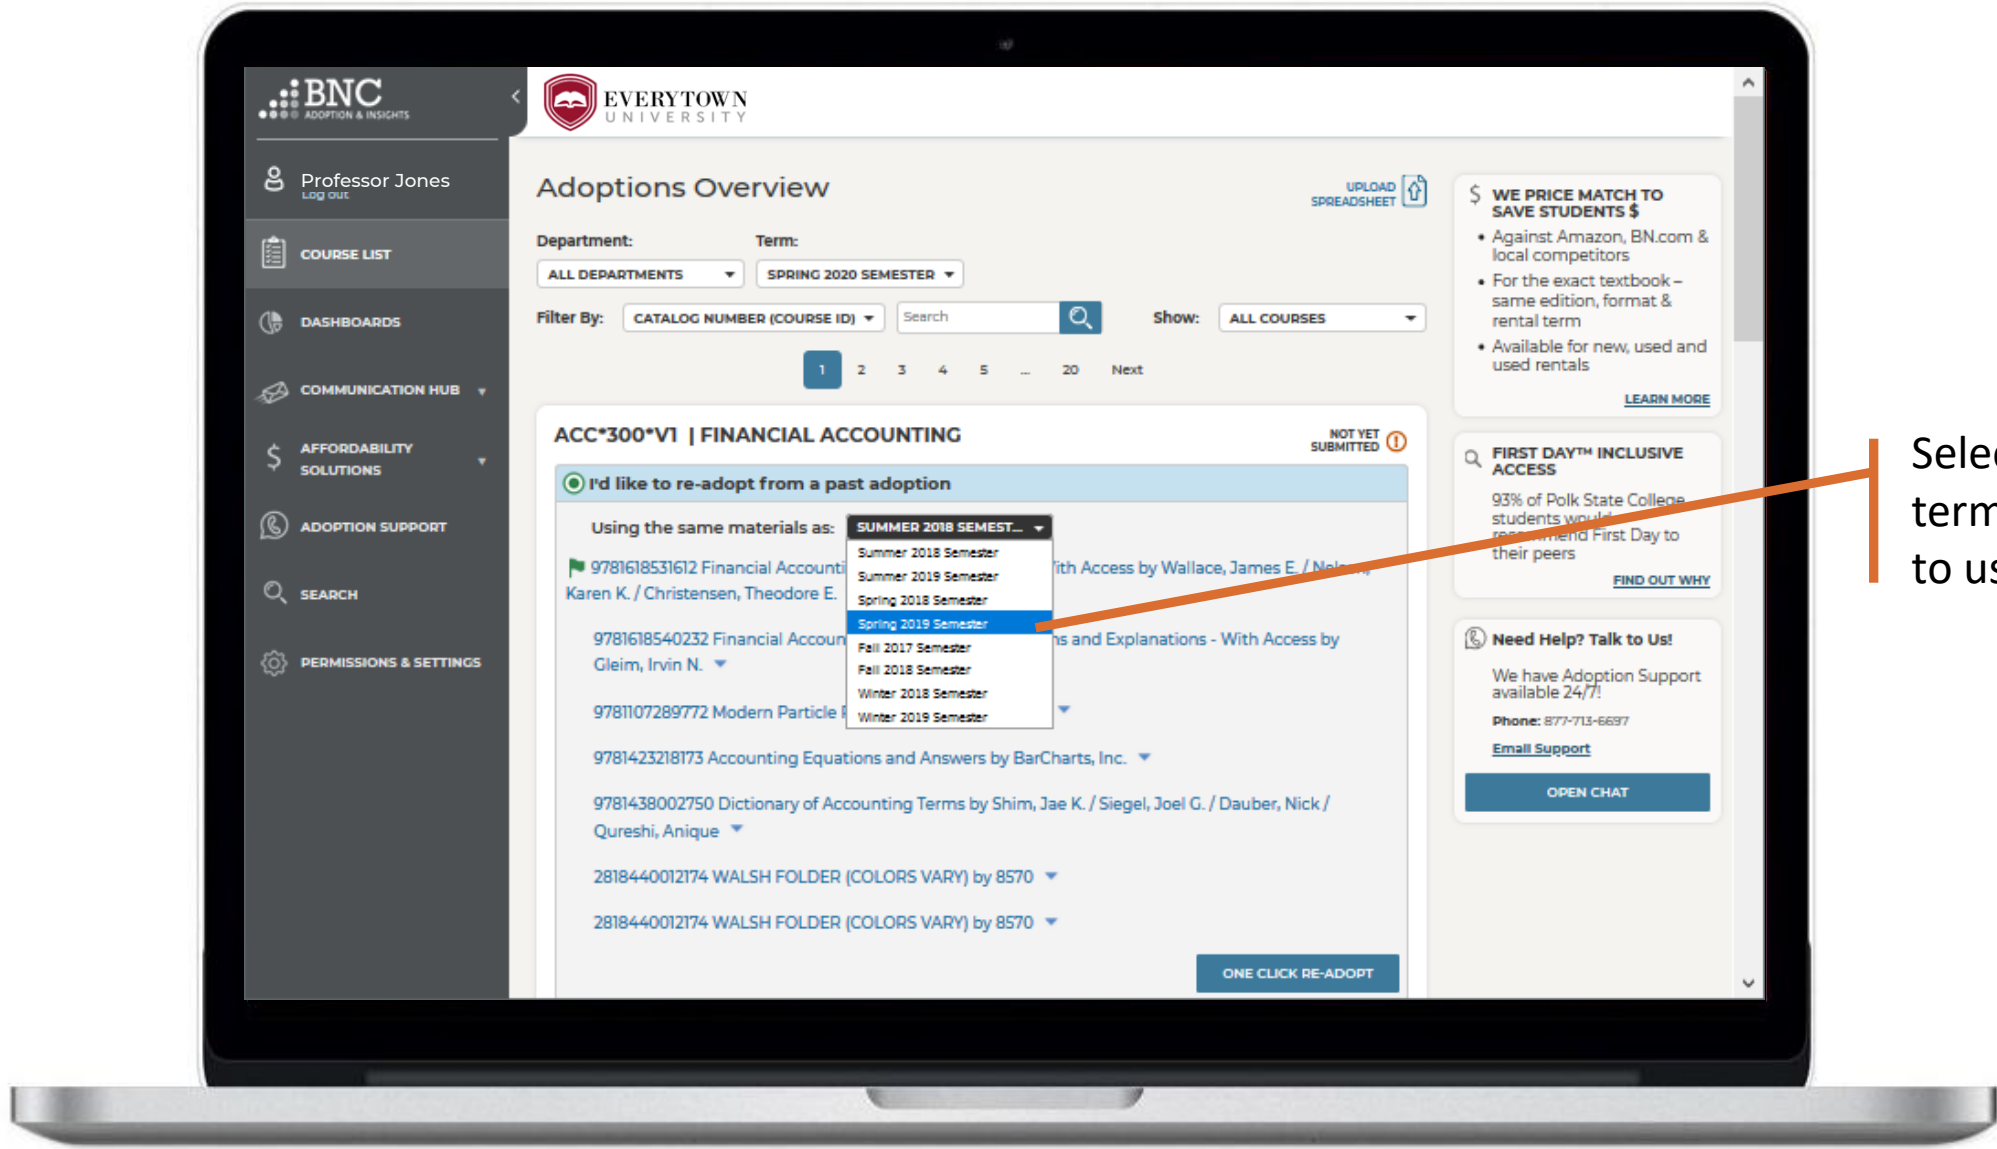 BNC
ADOPTION & INSIGHTS
Professor Jones
Log out
COURSE LIST
DASHBOARDS
COMMUNICATION HUB
AFFORDABILITY
SOLUTIONS
ADOPTION SUPPORT
SEARCH
PERMISSIONS & SETTINGS
EVERYTOWN
UNIVERSITY
Adoptions Overview
UPLOAD
SPREADSHEET
Department: Term:
ALL DEPARTMENTS SPRING 2020 SEMESTER
Filter By: CATALOG NUMBER (COURSE ID) Search Show: ALL COURSES
1 2 3 4 5 ... 20 Next
ACC*300*V1 | FINANCIAL ACCOUNTING
NOT YET
SUBMITTED
I'd like to re-adopt from a past adoption
Using the same materials as: SUMMER 2018 SEMEST...
Summer 2018 Semester
Summer 2019 Semester
Spring 2018 Semester
Spring 2019 Semester
Fall 2017 Semester
Fall 2018 Semester
Winter 2018 Semester
Winter 2019 Semester
9781618531612 Financial Accounti ith Access by Wallace, James E. /
Karen K. / Christensen, Theodore E.
9781618540232 Financial Accoun ns and Explanations - With Access by
Gleim, Irvin N.
9781107289772 Modern Particle
9781423218173 Accounting Equations and Answers by BarCharts, Inc.
9781438002750 Dictionary of Accounting Terms by Shim, Jae K. / Siegel, Joel G. / Dauber, Nick /
Qureshi, Anique
2818440012174 WALSH FOLDER (COLORS VARY) by 8570
2818440012174 WALSH FOLDER (COLORS VARY) by 8570
ONE CLICK RE-ADOPT
$ WE PRICE MATCH TO
SAVE STUDENTS $
• Against Amazon, BN.com &
local competitors
• For the exact textbook –
same edition, format &
rental term
• Available for new, used and
used rentals
LEARN MORE
FIRST DAY™ INCLUSIVE
ACCESS
93% of Polk State College
students would
recommend First Day to
their peers
FIND OUT WHY
Need Help? Talk to Us!
We have Adoption Support
available 24/7!
Phone: 877-713-6697
Email Support
OPEN CHAT
Selec
term
to us